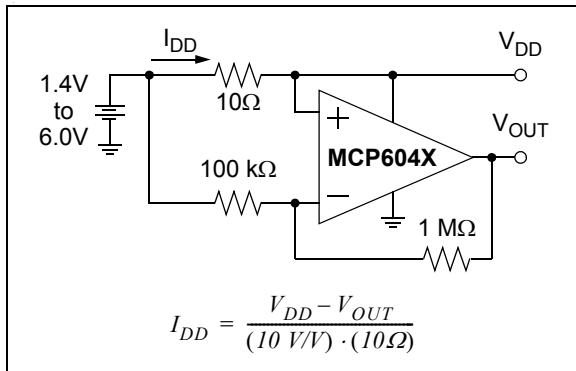 I_DD
V_DD
1.4V
to
6.0V
10Ω
+
MCP604X
V_OUT
100 kΩ
–
1 MΩ
I_DD = (V_DD – V_OUT) / ((10 V/V) · (10Ω))